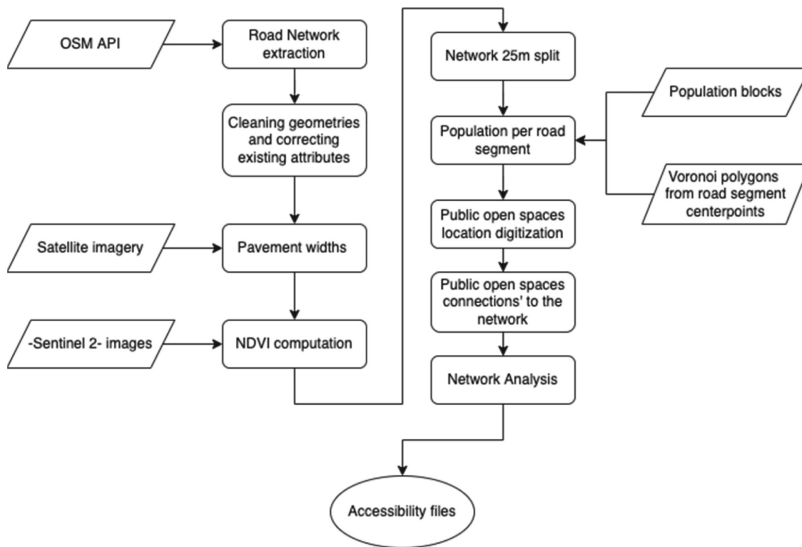 OSM API
Road Network
extraction
Cleaning geometries
and correcting
existing attributes
Satellite imagery
Pavement widths
-Sentinel 2- images
NDVI computation
Network 25m split
Population per road
segment
Population blocks
Voronoi polygons
from road segment
centerpoints
Public open spaces
location digitization
Public open spaces
connections' to the
network
Network Analysis
Accessibility files